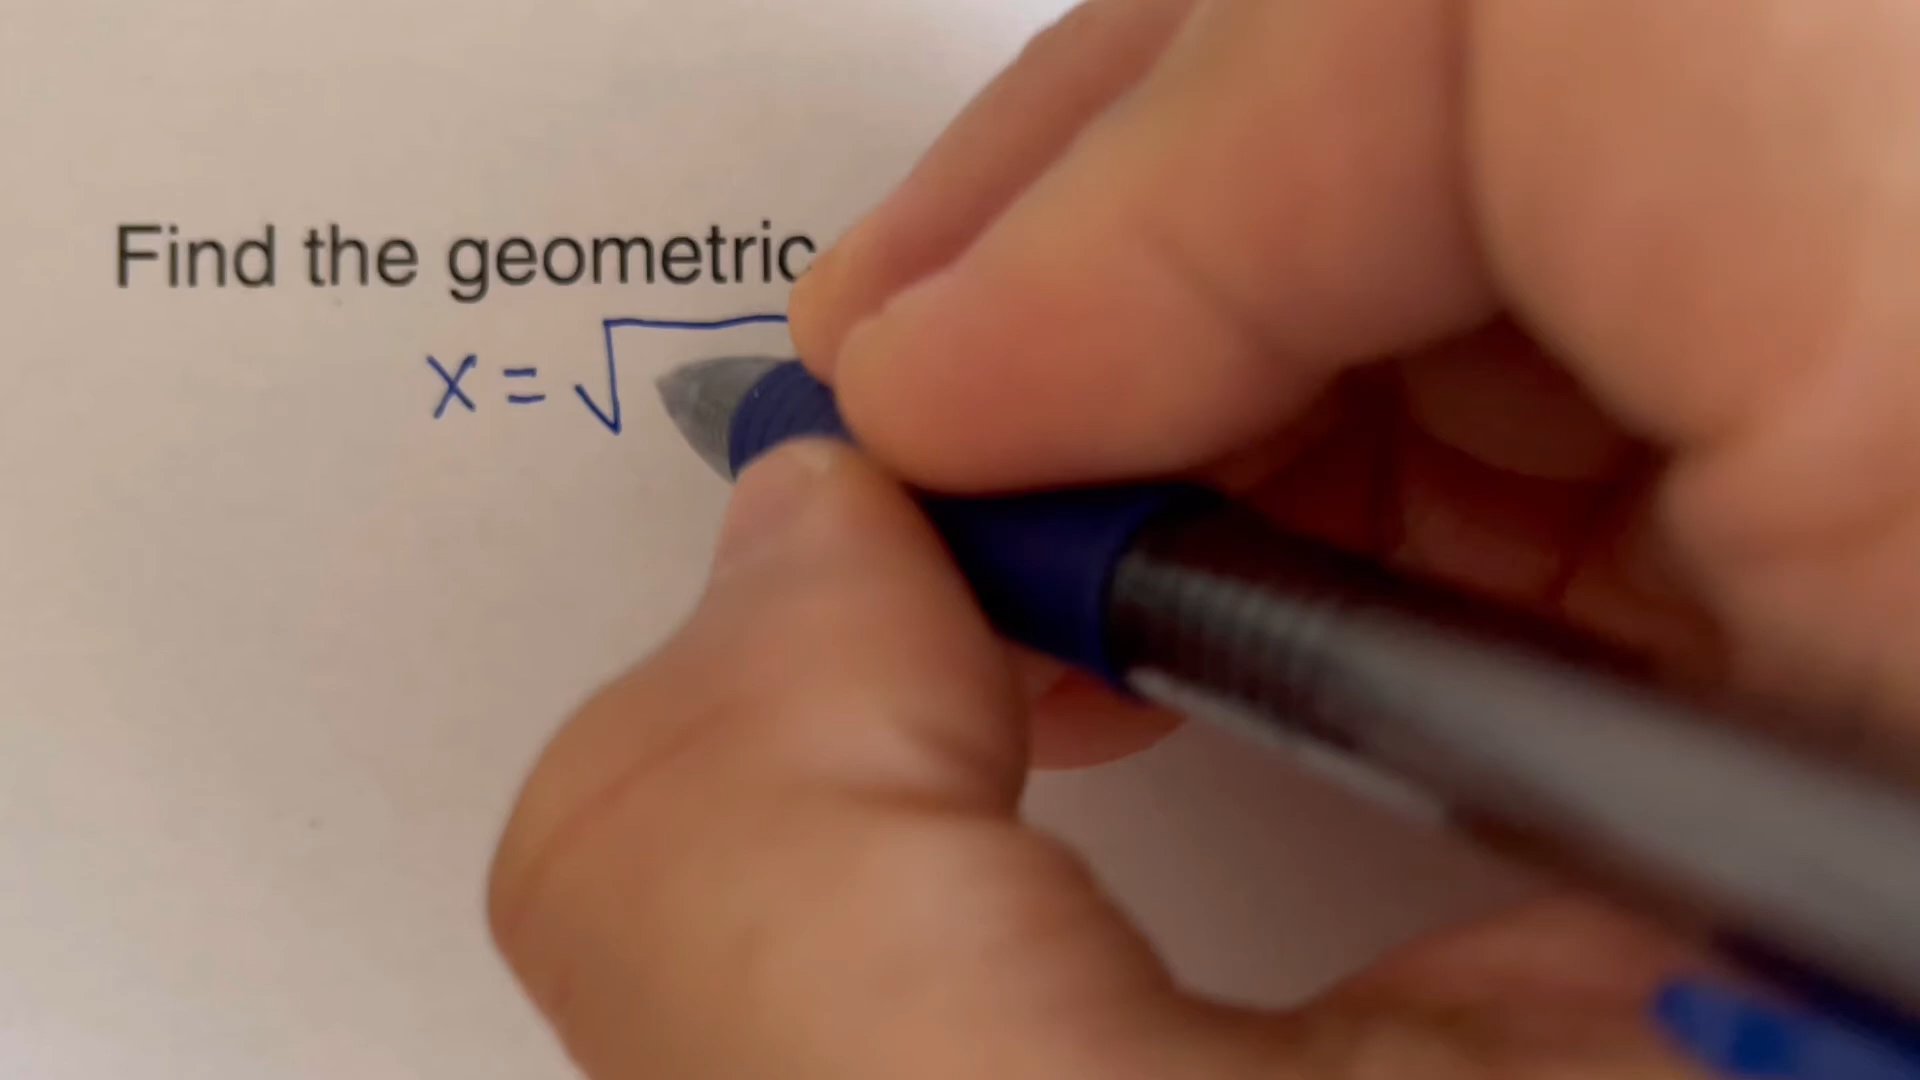 Find the geometric
x = √